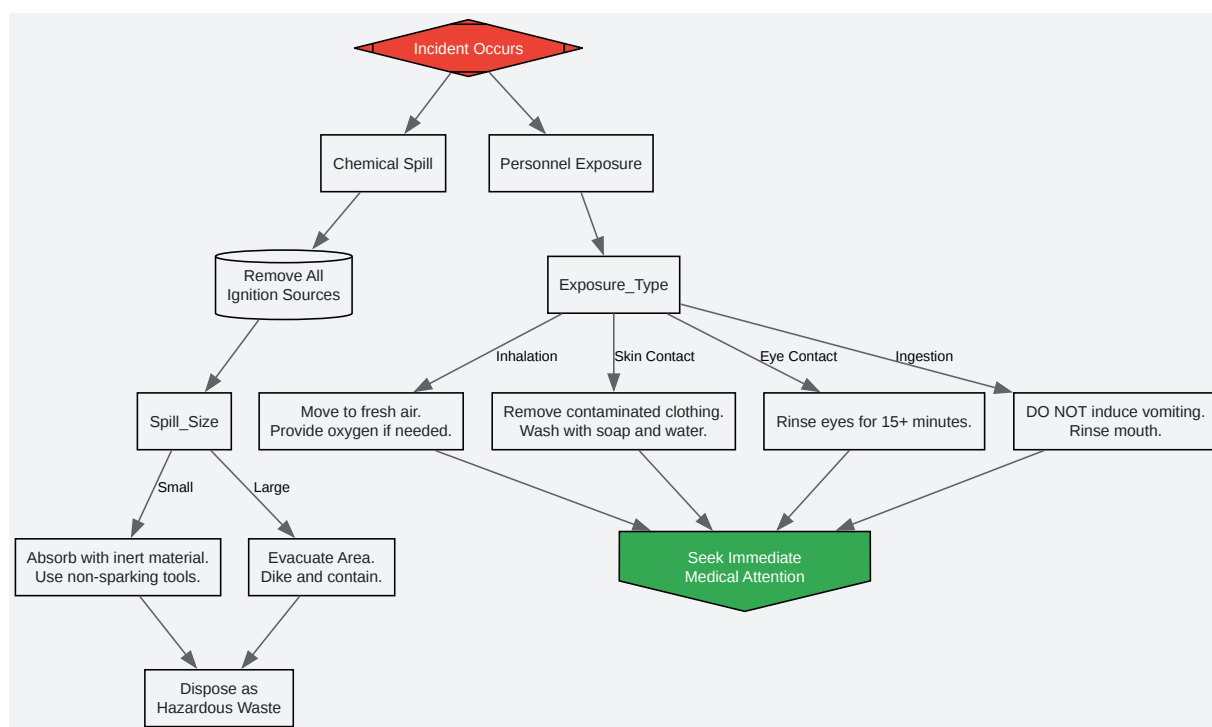 Incident Occurs
Chemical Spill
Personnel Exposure
Remove All
Ignition Sources
Exposure_Type
Inhalation
Skin Contact
Eye Contact
Ingestion
Spill_Size
Move to fresh air.
Provide oxygen if needed.
Remove contaminated clothing.
Wash with soap and water.
Rinse eyes for 15+ minutes.
DO NOT induce vomiting.
Rinse mouth.
Small
Large
Absorb with inert material.
Use non-sparking tools.
Evacuate Area.
Dike and contain.
Seek Immediate
Medical Attention
Dispose as
Hazardous Waste